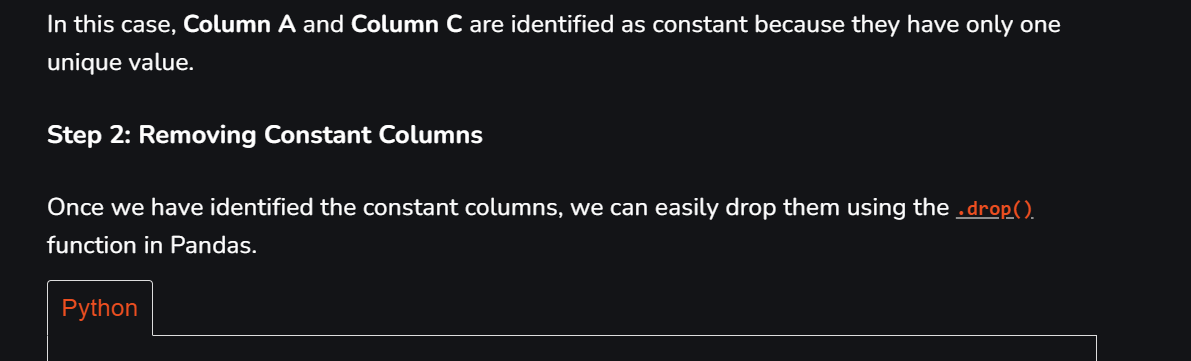 In this case, Column A and Column C are identified as constant because they have only one
unique value.
Step 2: Removing Constant Columns
Once we have identified the constant columns, we can easily drop them using the .drop()
function in Pandas.
Python